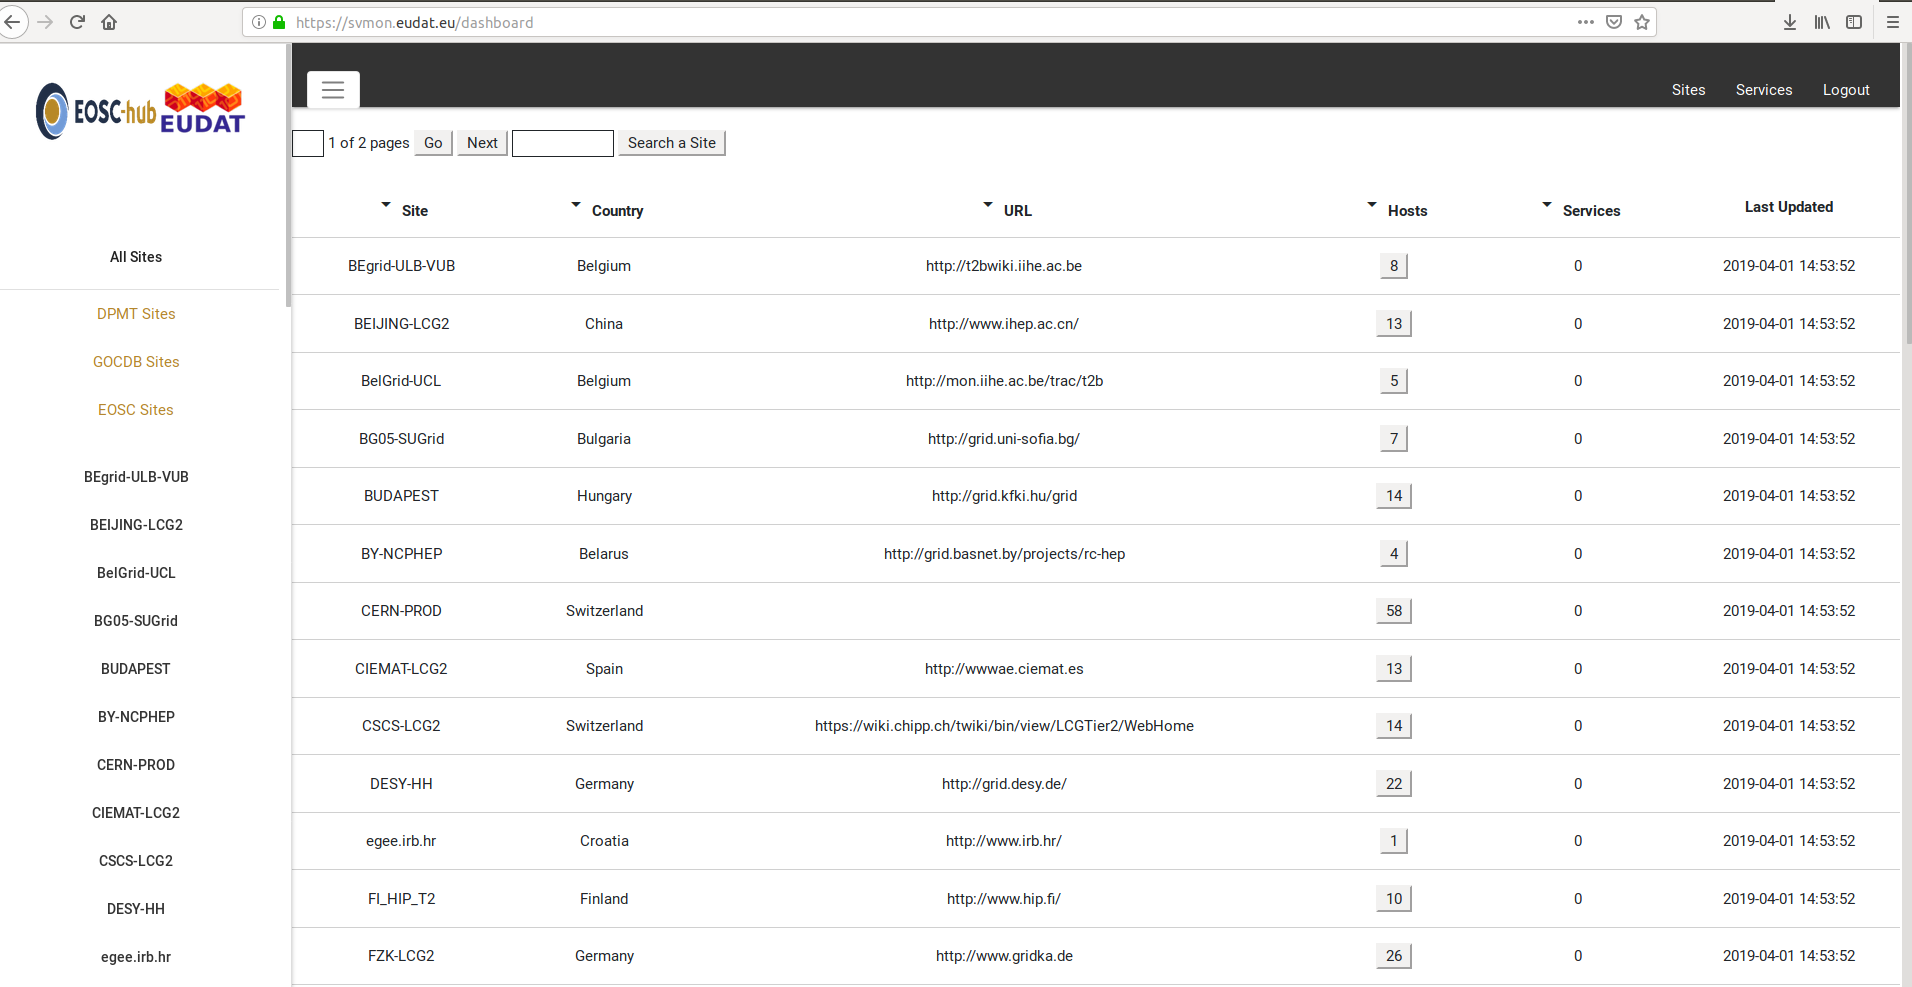 https://svmon.eudat.eu/dashboard
EOSC-hub EUDAT
Sites Services Logout
1 of 2 pages Go Next Search a Site
All Sites
DPMT Sites
GOCDB Sites
EOSC Sites
BEgrid-ULB-VUB
BEIJING-LCG2
BelGrid-UCL
BG05-SUGrid
BUDAPEST
BY-NCPHEP
CERN-PROD
CIEMAT-LCG2
CSCS-LCG2
DESY-HH
egee.irb.hr
Site Country URL Hosts Services Last Updated
BEgrid-ULB-VUB Belgium http://t2bwiki.iihe.ac.be 8 0 2019-04-01 14:53:52
BEIJING-LCG2 China http://www.ihep.ac.cn/ 13 0 2019-04-01 14:53:52
BelGrid-UCL Belgium http://mon.iihe.ac.be/trac/t2b 5 0 2019-04-01 14:53:52
BG05-SUGrid Bulgaria http://grid.uni-sofia.bg/ 7 0 2019-04-01 14:53:52
BUDAPEST Hungary http://grid.kfki.hu/grid 14 0 2019-04-01 14:53:52
BY-NCPHEP Belarus http://grid.basnet.by/projects/rc-hep 4 0 2019-04-01 14:53:52
CERN-PROD Switzerland 58 0 2019-04-01 14:53:52
CIEMAT-LCG2 Spain http://wwwae.ciemat.es 13 0 2019-04-01 14:53:52
CSCS-LCG2 Switzerland https://wiki.chipp.ch/twiki/bin/view/LCGTier2/WebHome 14 0 2019-04-01 14:53:52
DESY-HH Germany http://grid.desy.de/ 22 0 2019-04-01 14:53:52
egee.irb.hr Croatia http://www.irb.hr/ 1 0 2019-04-01 14:53:52
FI_HIP_T2 Finland http://www.hip.fi/ 10 0 2019-04-01 14:53:52
FZK-LCG2 Germany http://www.gridka.de 26 0 2019-04-01 14:53:52